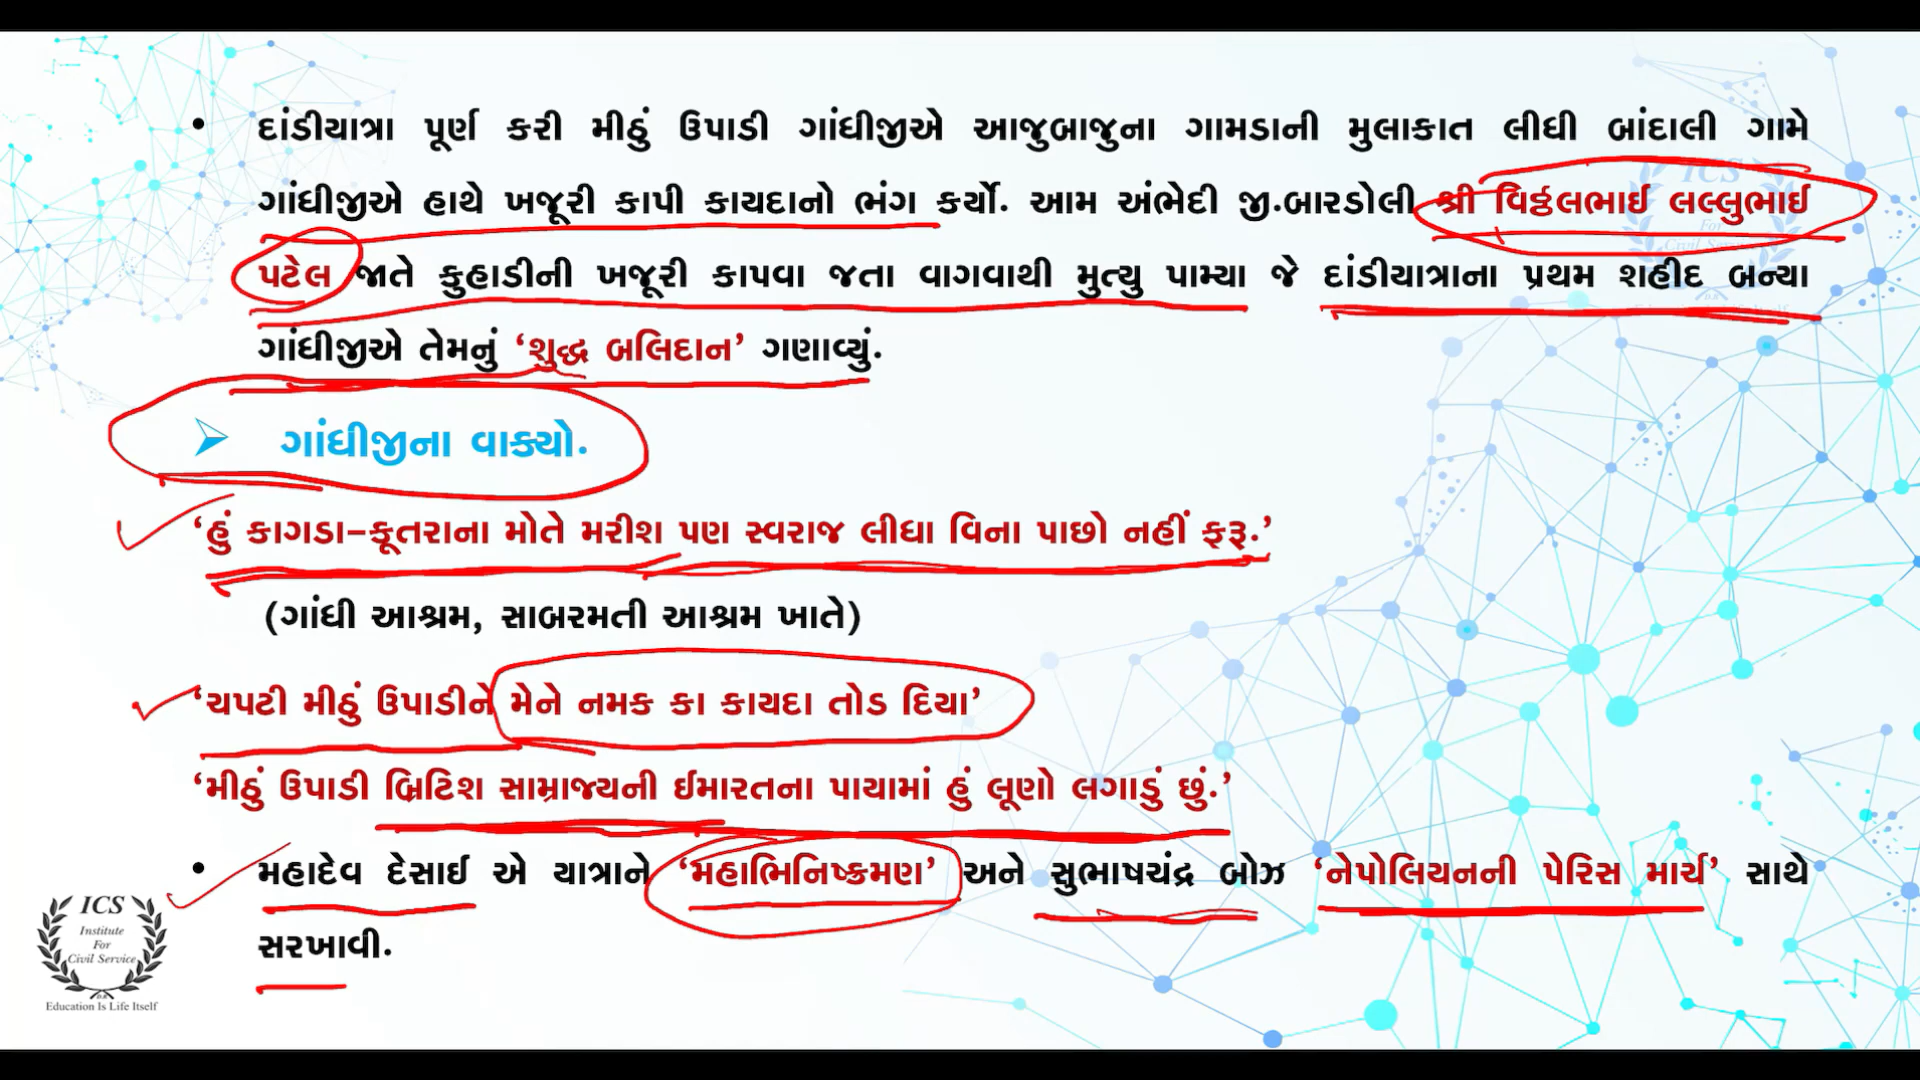 • દાંડીયાત્રા પૂર્ણ કરી મીઠું ઉપાડી ગાંધીજીએ આજુબાજુના ગામડાની મુલાકાત લીધી બાંદાલી ગામે
ગાંધીજીએ હાથે ખજૂરી કાપી કાયદાનો ભંગ કર્યો. આમ અંભેદી જી.બારડોલી શ્રી વિઠ્ઠલભાઈ લલ્લુભાઈ
પટેલ જાતે કુહાડીની ખજૂરી કાપવા જતા વાગવાથી મુત્યુ પામ્યા જે દાંડીયાત્રાના પ્રથમ શહીદ બન્યા
ગાંધીજીએ તેમનું ‘શુદ્ધ બલિદાન’ ગણાવ્યું.
➢ ગાંધીજીના વાક્યો.
‘હું કાગડા–કૂતરાના મોતે મરીશ પણ સ્વરાજ લીધા વિના પાછો નહીં ફરૂ.’
(ગાંધી આશ્રમ, સાબરમતી આશ્રમ ખાતે)
‘ચપટી મીઠું ઉપાડીને મેને નમક કા કાયદા તોડ દિયા’
‘મીઠું ઉપાડી બ્રિટિશ સામ્રાજ્યની ઈમારતના પાયામાં હું લૂણો લગાડું છું.’
• મહાદેવ દેસાઈ એ યાત્રાને ‘મહાભિનિષ્ક્રમણ’ અને સુભાષચંદ્ર બોઝ ‘નેપોલિયનની પેરિસ માર્ચ’ સાથે
સરખાવી.
ICS
Institute
For
Civil Service
Education Is Life Itself